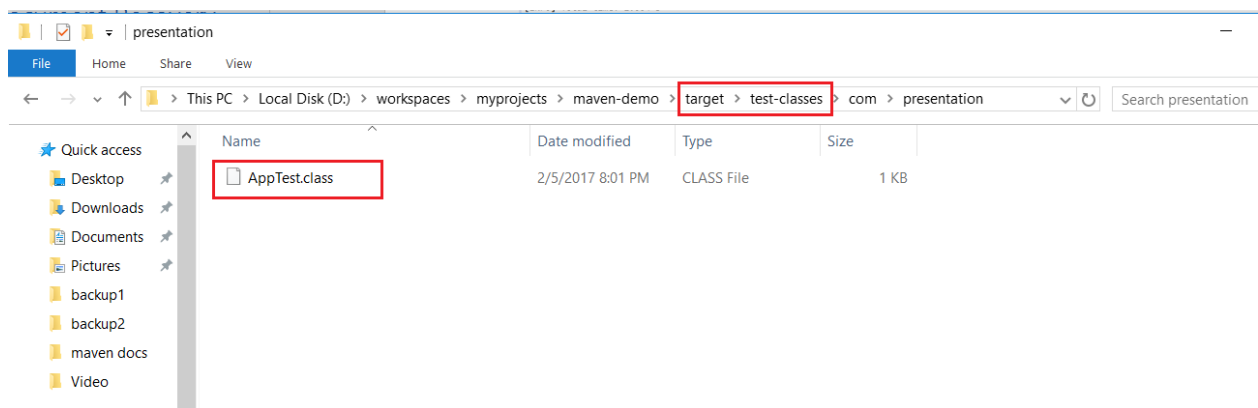 presentation
File Home Share View
This PC > Local Disk (D:) > workspaces > myprojects > maven-demo > target > test-classes > com > presentation Search presentation
Name Date modified Type Size
Quick access
AppTest.class 2/5/2017 8:01 PM CLASS File 1 KB
Desktop
Downloads
Documents
Pictures
backup1
backup2
maven docs
Video